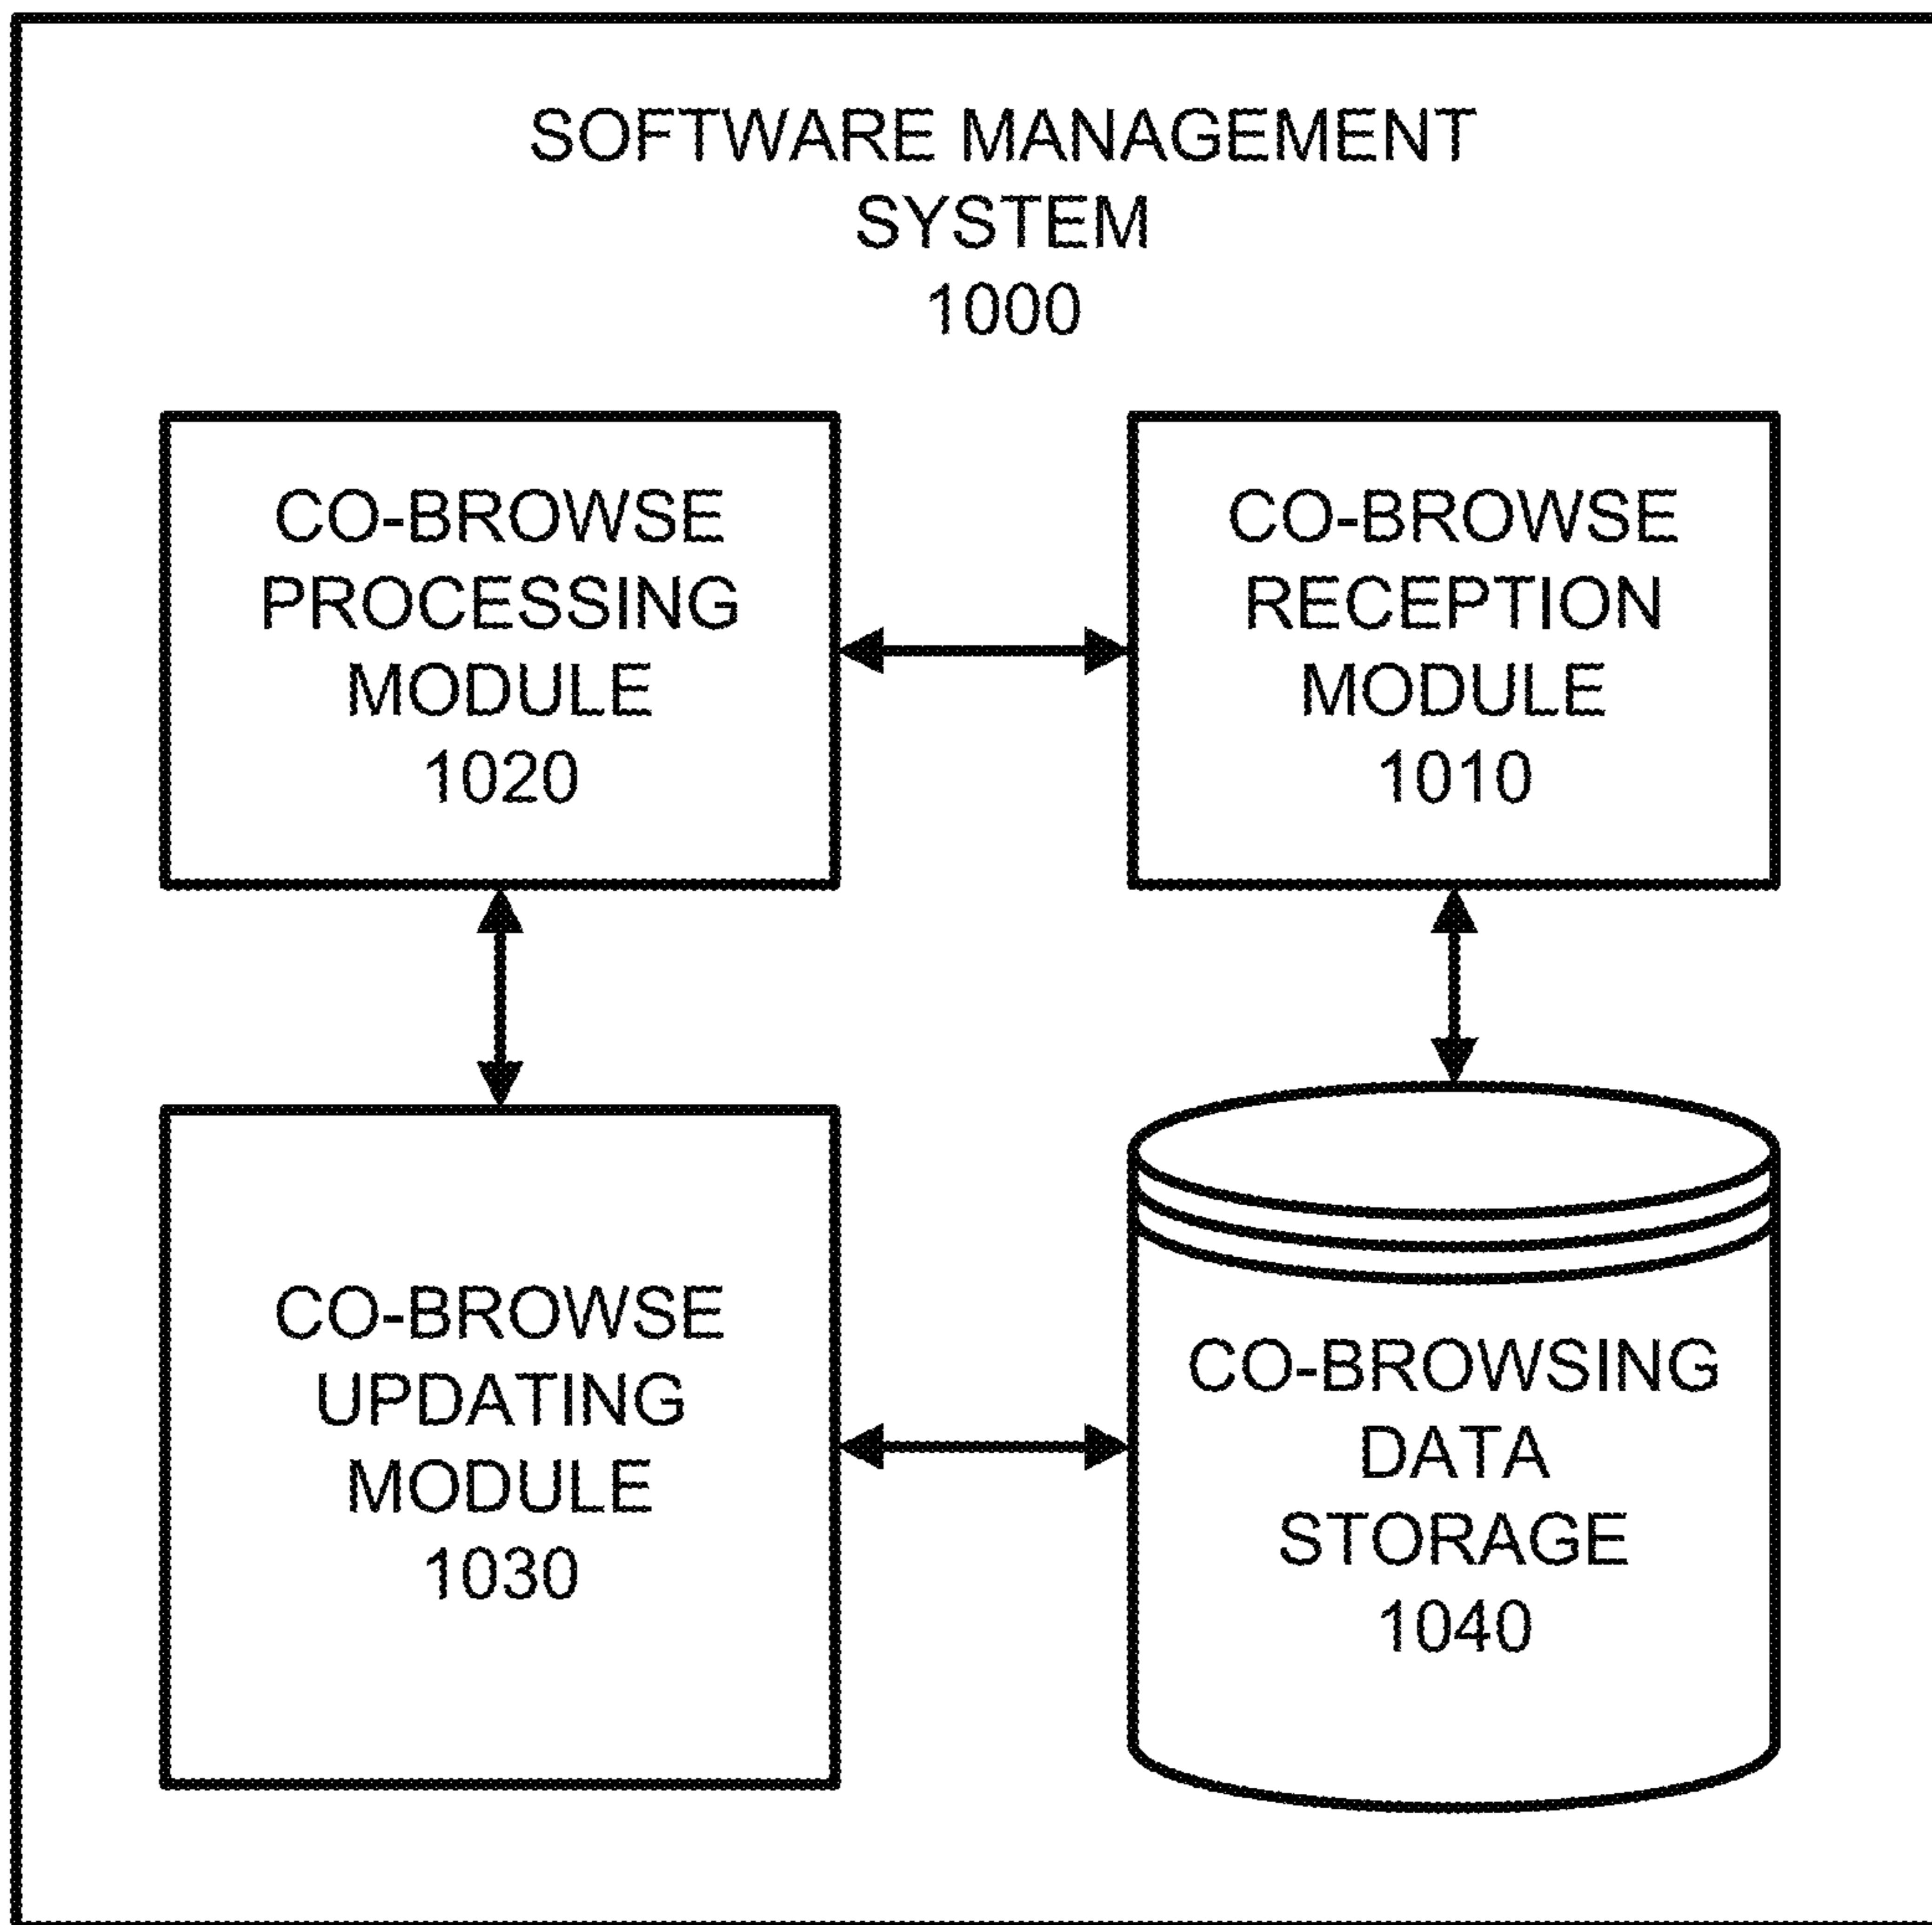 SOFTWARE MANAGEMENT
SYSTEM
1000
CO-BROWSE
PROCESSING
MODULE
1020
CO-BROWSE
RECEPTION
MODULE
1010
CO-BROWSE
UPDATING
MODULE
1030
CO-BROWSING
DATA
STORAGE
1040